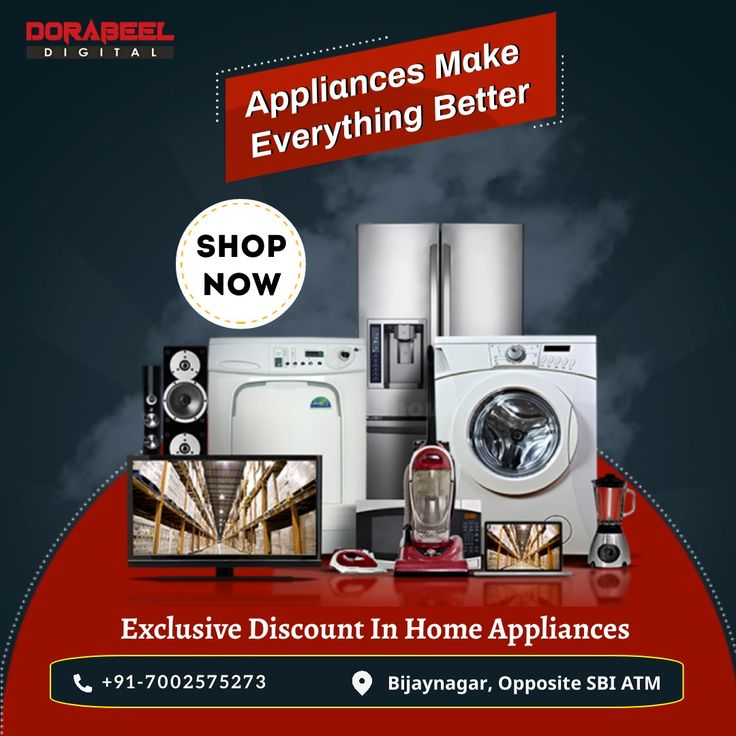 DORABEEL
DIGITAL
Appliances Make
Everything Better
SHOP
NOW
Exclusive Discount In Home Appliances
+91-7002575273
Bijaynagar, Opposite SBI ATM